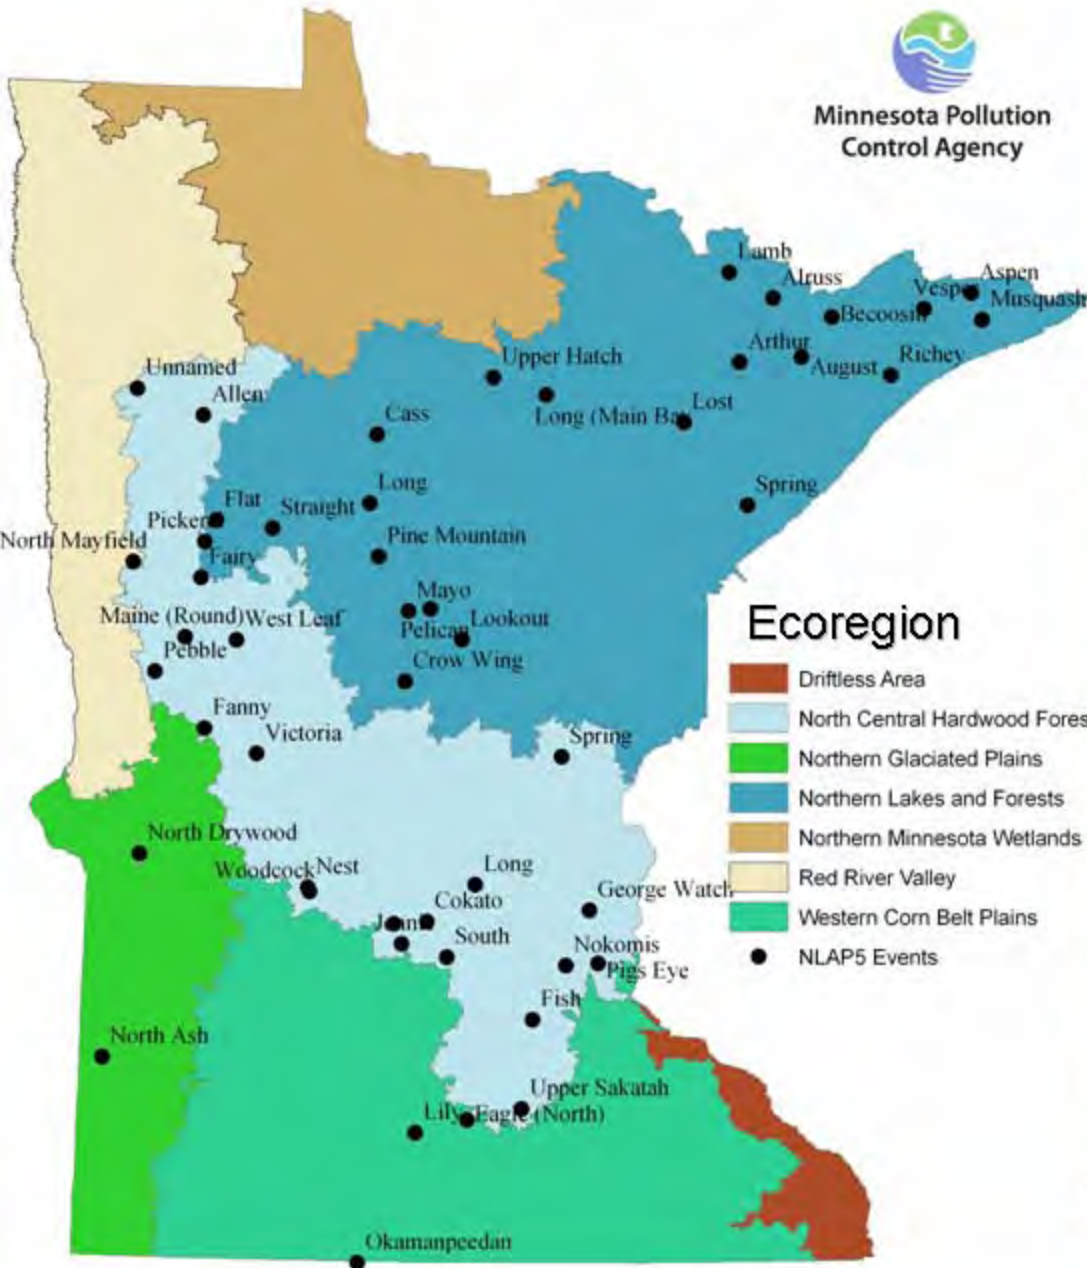 Minnesota Pollution
Control Agency
Lamb
Alruss
Aspen
Vesper
Musquash
Becoosin
Arthur
August
Richey
Unnamed
Allen
Upper Hatch
Long (Main Ba
Lost
Cass
Flat
Straight
Long
Spring
Picker
North Mayfield
Fairy
Pine Mountain
Mayo
Maine (Round)
West Leaf
Pelican
Lookout
Pebble
Crow Wing
Fanny
Victoria
Spring
Ecoregion
Driftless Area
North Central Hardwood Fores
Northern Glaciated Plains
Northern Lakes and Forests
Northern Minnesota Wetlands
Red River Valley
Western Corn Belt Plains
NLAP5 Events
North Drywood
Woodcock
Nest
Long
Cokato
George Watch
South
Nokomis
Pigs Eye
Fish
North Ash
Upper Sakatah
Lily
Eagle (North)
Okamanpeedan